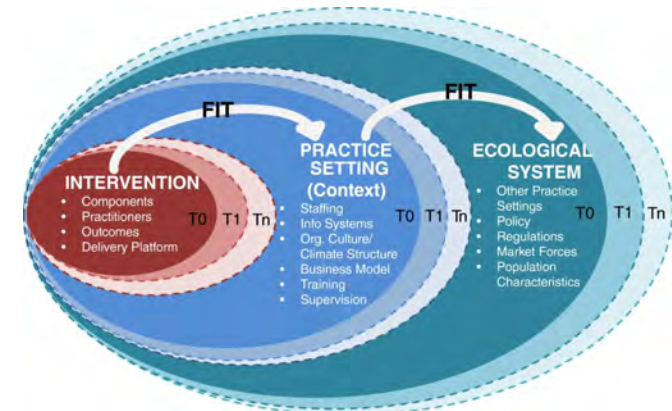 FIT
FIT
INTERVENTION
• Components
• Practitioners
• Outcomes
• Delivery Platform
T0
T1
Tn
PRACTICE
SETTING
(Context)
• Staffing
• Info Systems
• Org. Culture/
Climate Structure
• Business Model
• Training
• Supervision
T0
T1
Tn
ECOLOGICAL
SYSTEM
• Other Practice
Settings
• Policy
• Regulations
• Market Forces
• Population
Characteristics
T0
T1
Tn